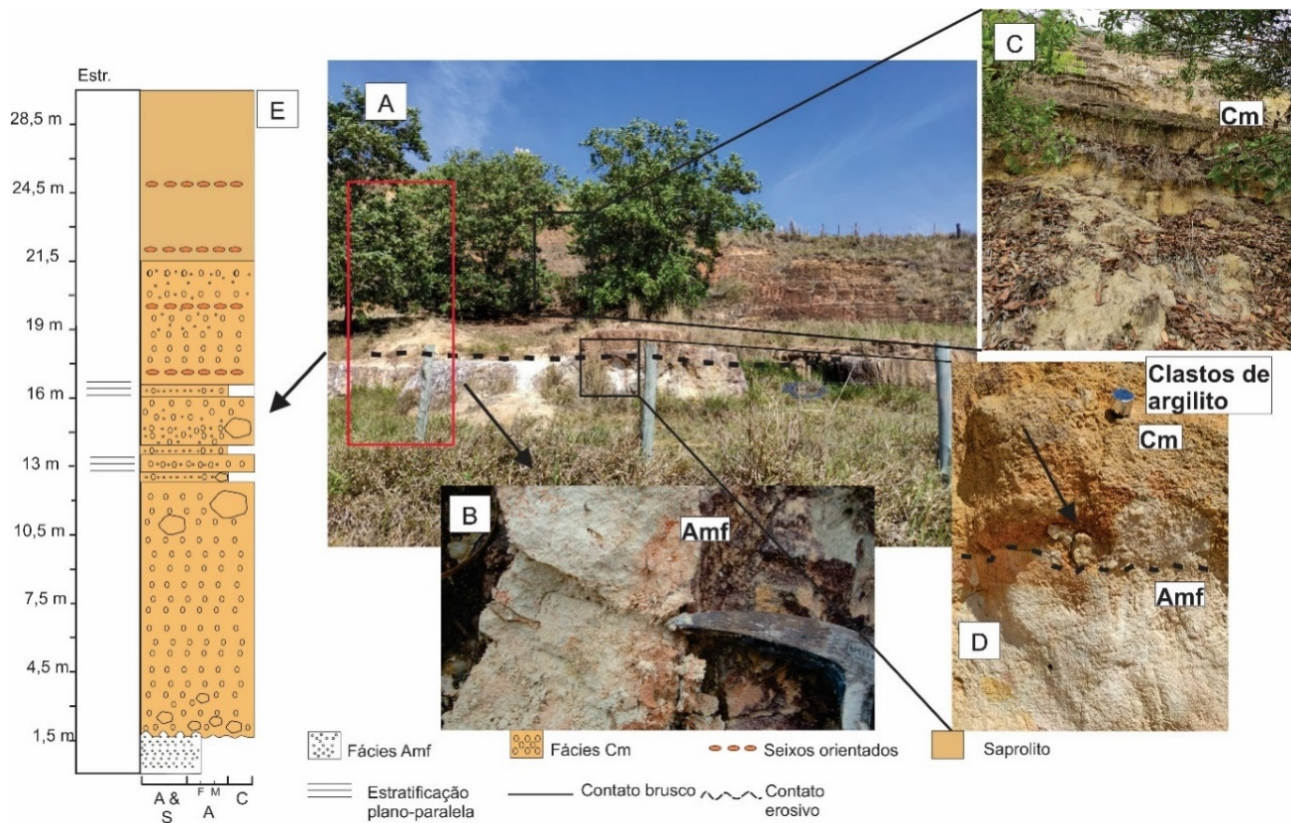 Estr.
E
28,5 m
24,5 m
21,5 m
19 m
16 m
13 m
10,5 m
7,5 m
4,5 m
1,5 m
A &
S
F M
A
C
A
C
Cm
B
Amf
Clastos de
argilito
Cm
Amf
D
Fácies Amf
Fácies Cm
Seixos orientados
Saprolito
Estratificação
plano-paralela
Contato brusco
Contato
erosivo